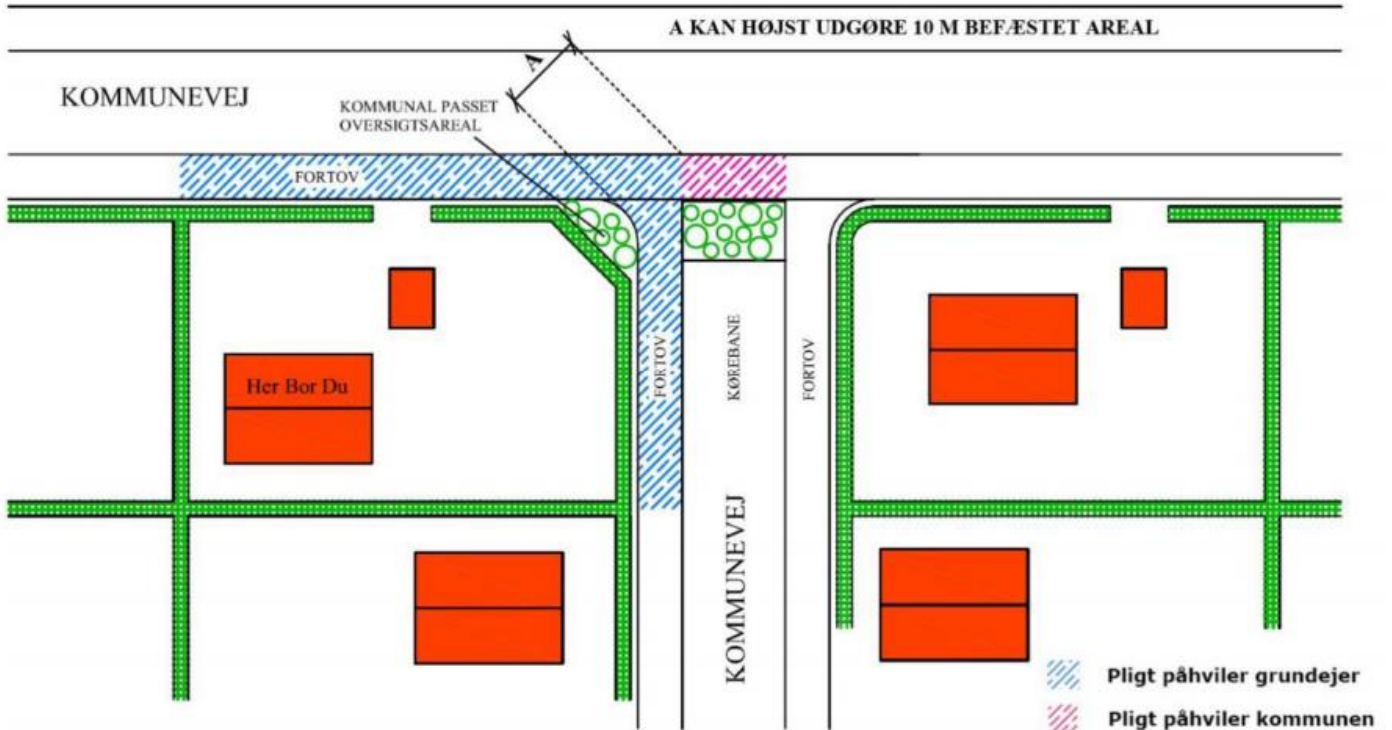 A KAN HØJST UDGØRE 10 M BEFÆSTET AREAL
A
KOMMUNEVEJ
KOMMUNAL PASSET
OVERSIGTSAREAL
FORTOV
Her Bor Du
FORTOV
KØREBANE
FORTOV
KOMMUNEVEJ
Pligt påhviler grundejer
Pligt påhviler kommunen